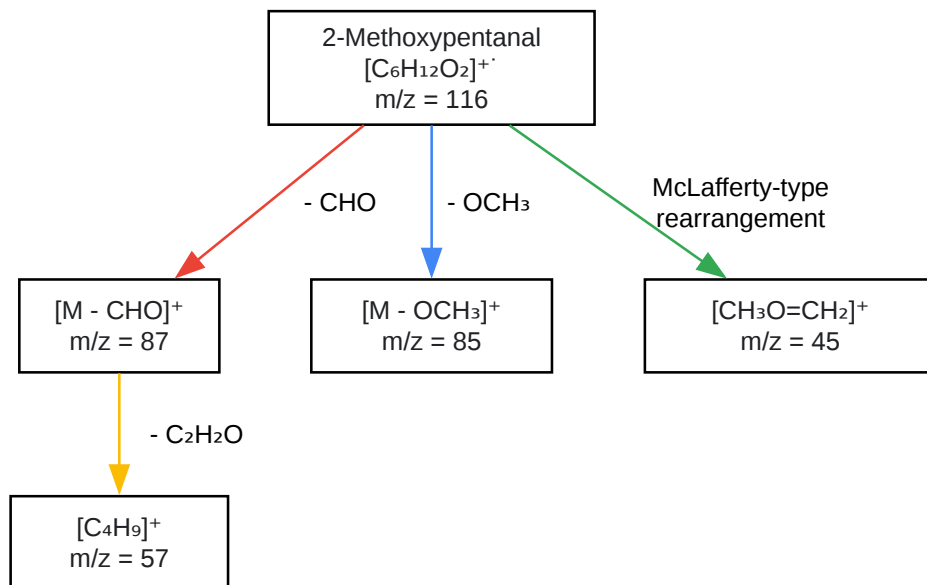 2-Methoxypentanal
[C₆H₁₂O₂]⁺˙
m/z = 116
- CHO
- OCH₃
McLafferty-type
rearrangement
[M - CHO]⁺
m/z = 87
[M - OCH₃]⁺
m/z = 85
[CH₃O=CH₂]⁺
m/z = 45
- C₂H₂O
[C₄H₉]⁺
m/z = 57